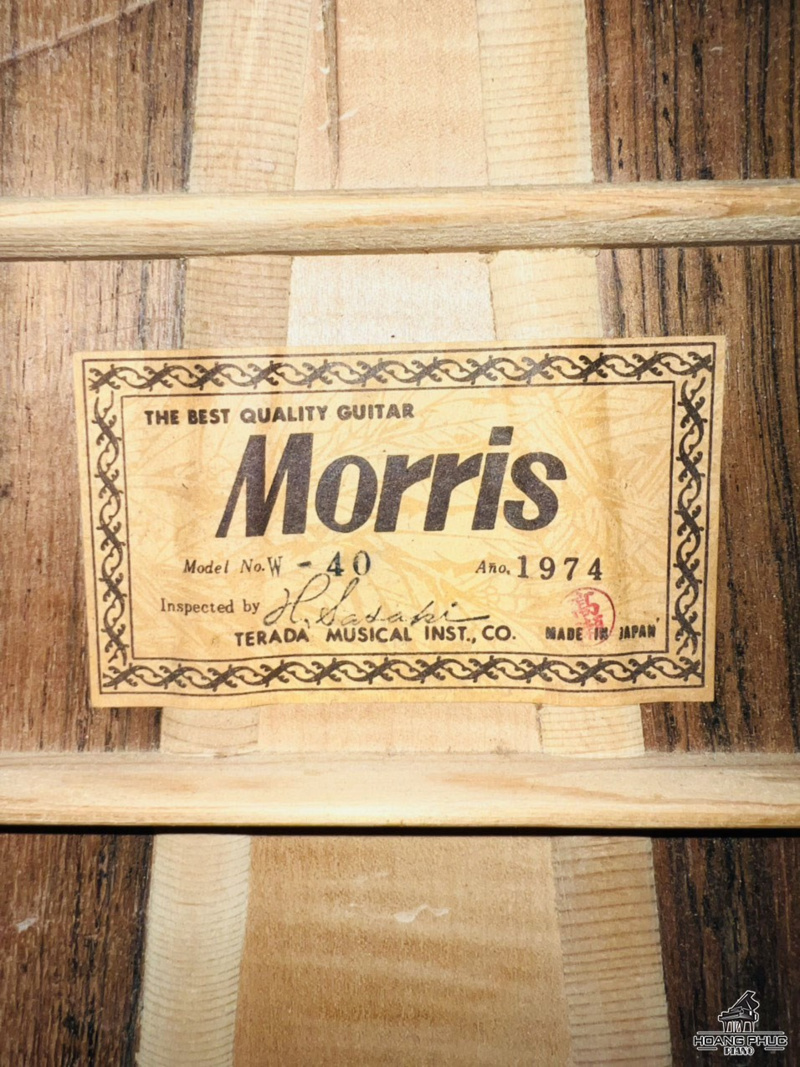 THE BEST QUALITY GUITAR
Morris
Model No. W - 40 Año. 1974
Inspected by H. Sasaki
TERADA MUSICAL INST., CO. MADE IN JAPAN
HOANG PHUC
PIANO